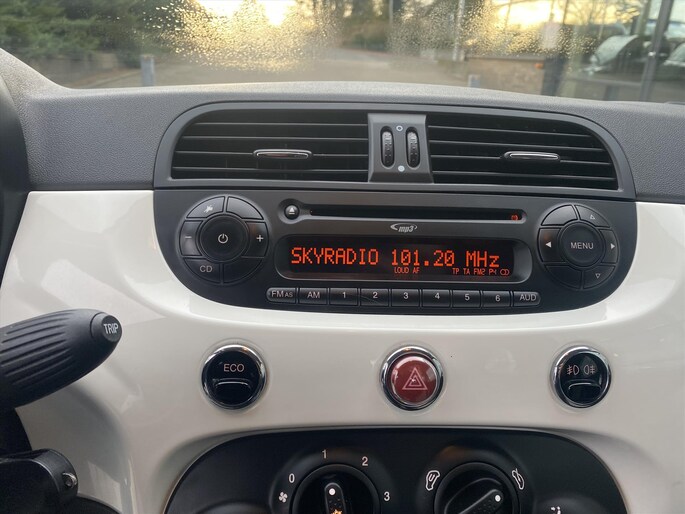 mp3
SKYRADIO 101.20 MHz
LOUD AF TP TA FM2 P4 CD
CD
MENU
FM AS AM 1 2 3 4 5 6 AUD
TRIP
ECO
0 1 2 3